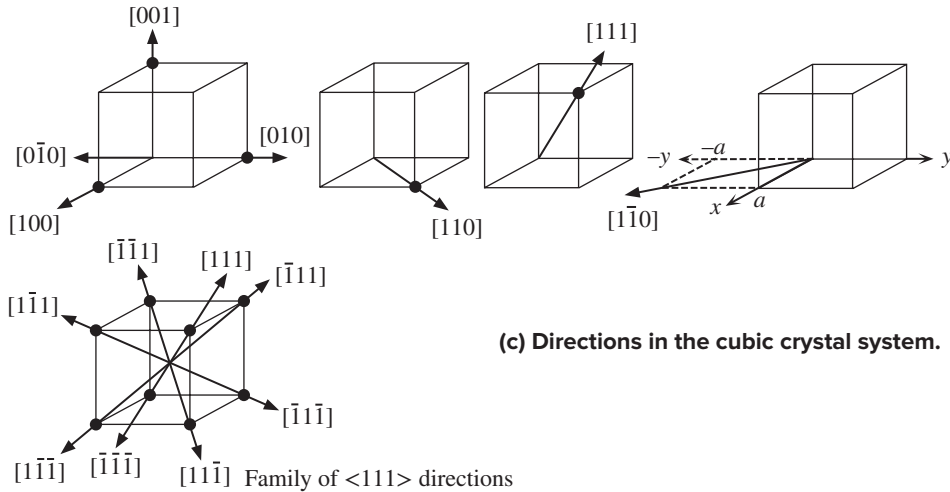 [001]
[111]
[01̄0]
[010]
[100]
[110]
−y
−a
y
[11̄0]
x
a
[1̄1̄1]
[111]
[1̄11]
[11̄1]
(c) Directions in the cubic crystal system.
[1̄11̄]
[11̄1̄]
[1̄1̄1̄]
[111̄]
Family of <111> directions